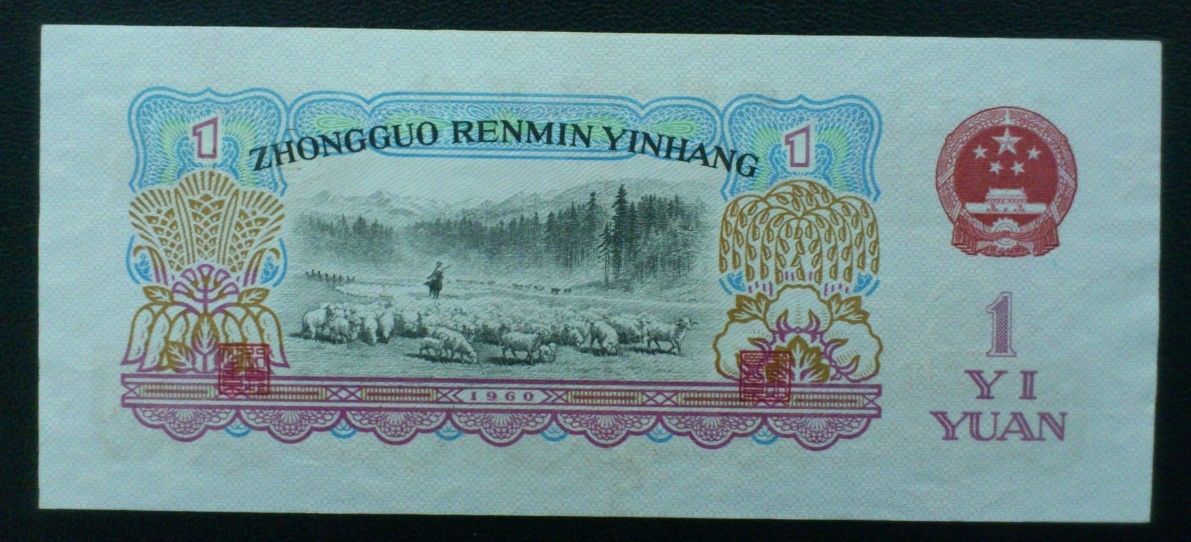 1
ZHONGGUO RENMIN YINHANG
1
1960
1
YI
YUAN